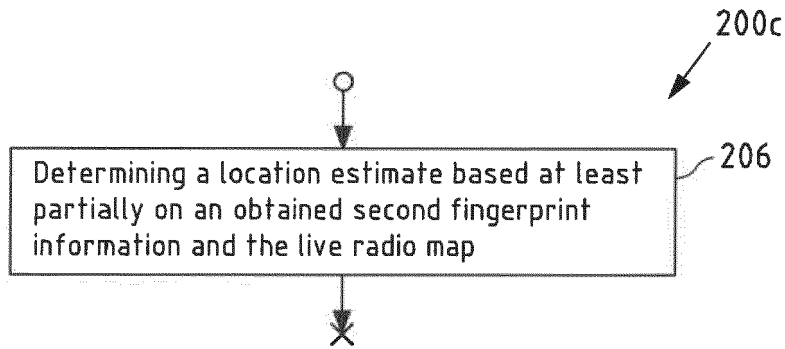 200c
Determining a location estimate based at least
partially on an obtained second fingerprint
information and the live radio map
206